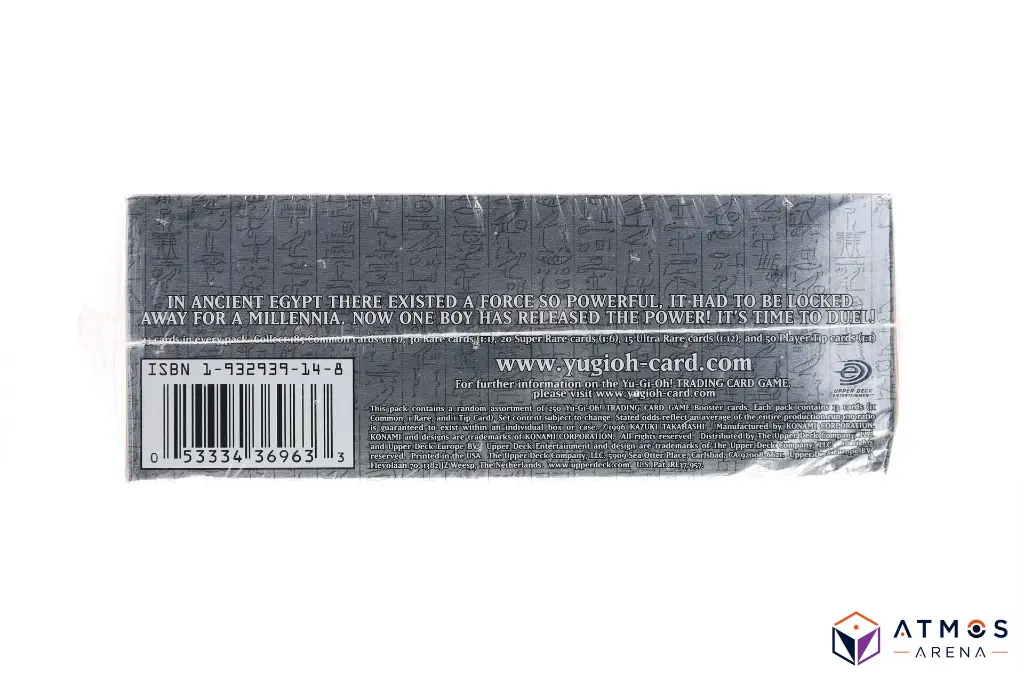 IN ANCIENT EGYPT THERE EXISTED A FORCE SO POWERFUL, IT HAD TO BE LOCKED
AWAY FOR A MILLENNIA. NOW ONE BOY HAS RELEASED THE POWER! IT'S TIME TO DUEL!
cards in every pack. Collect 185 Common cards (1:1), 30 Rare cards (1:1), 20 Super Rare cards (1:6), 15 Ultra Rare cards (1:12), and 50 Player Tip cards (1:1)
www.yugioh-card.com
For further information on the Yu-Gi-Oh! TRADING CARD GAME,
please visit www.yugioh-card.com
UPPER DECK
ENTERTAINMENT
ISBN 1-932939-14-8
0 53334 36963 3
This pack contains a random assortment of 250 Yu-Gi-Oh! TRADING CARD GAME Booster cards. Each pack contains 13 cards (11
Common, 1 Rare, and 1 Tip Card). Set content subject to change. Stated odds reflect an average of the entire production run; no ratio
is guaranteed to exist within an individual box or case. ©1996 KAZUKI TAKAHASHI. Manufactured by KONAMI CORPORATION.
KONAMI and designs are trademarks of KONAMI CORPORATION. All rights reserved. Distributed by The Upper Deck Company, LLC
and Upper Deck Europe BV. Upper Deck Entertainment and design are trademarks of The Upper Deck Company, LLC. All rights
reserved. Printed in the USA. The Upper Deck Company, LLC, 5909 Sea Otter Place, Carlsbad, CA 92008-6621. Upper Deck Europe BV,
Flevolaan 70, 1382 JZ Weesp, The Netherlands. www.upperdeck.com. U.S. Pat. RE37,957.
ATMOS
ARENA